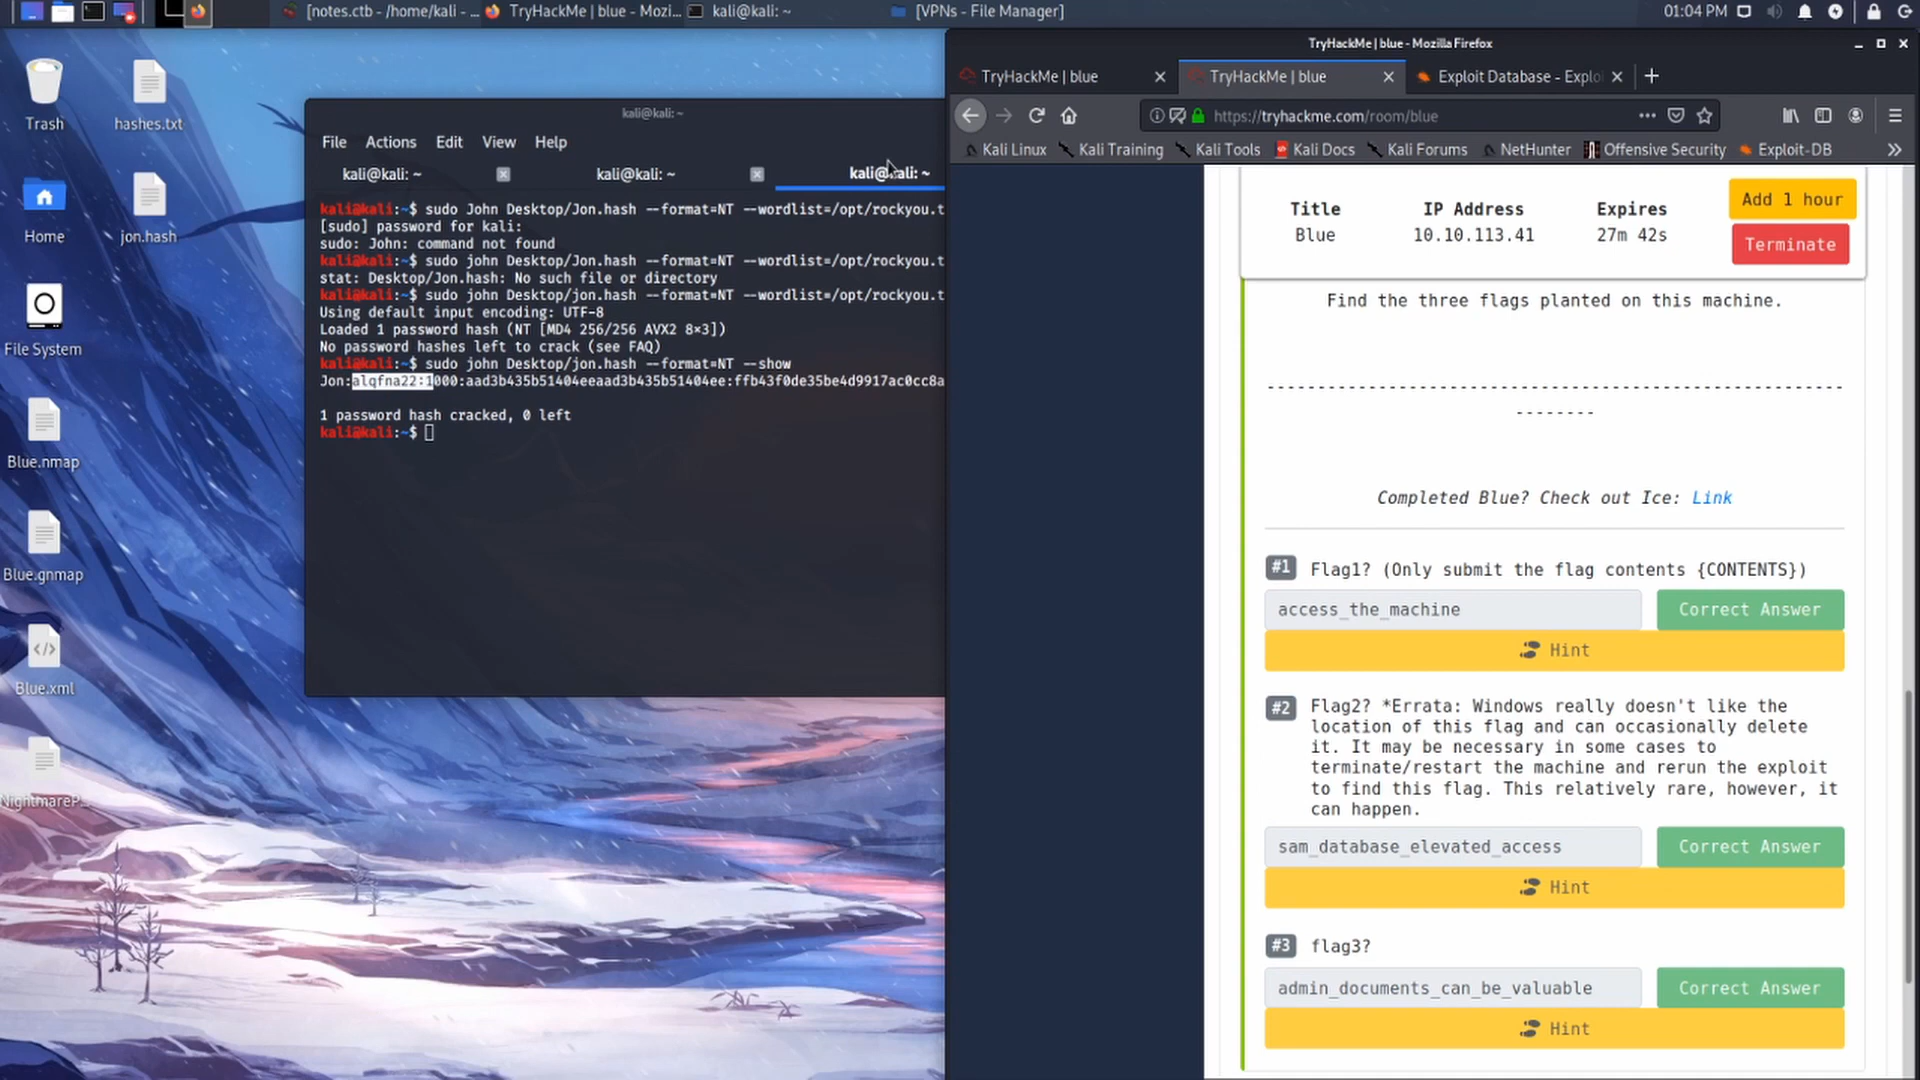 [notes.ctb - /home/kali - ...
TryHackMe | blue - Mozi...
kali@kali: ~
[VPNs - File Manager]
01:04 PM
Trash
hashes.txt
Home
jon.hash
File System
Blue.nmap
Blue.gnmap
Blue.xml
NightmareP...
kali@kali: ~
File Actions Edit View Help
kali@kali: ~
kali@kali: ~
kali@kali: ~
kali@kali:~$ sudo John Desktop/Jon.hash --format=NT --wordlist=/opt/rockyou.t
[sudo] password for kali:
sudo: John: command not found
kali@kali:~$ sudo john Desktop/Jon.hash --format=NT --wordlist=/opt/rockyou.t
stat: Desktop/Jon.hash: No such file or directory
kali@kali:~$ sudo john Desktop/jon.hash --format=NT --wordlist=/opt/rockyou.t
Using default input encoding: UTF-8
Loaded 1 password hash (NT [MD4 256/256 AVX2 8×3])
No password hashes left to crack (see FAQ)
kali@kali:~$ sudo john Desktop/jon.hash --format=NT --show
Jon:alqfna22:1000:aad3b435b51404eeaad3b435b51404ee:ffb43f0de35be4d9917ac0cc8a
1 password hash cracked, 0 left
kali@kali:~$
TryHackMe | blue - Mozilla Firefox
TryHackMe | blue
TryHackMe | blue
Exploit Database - Explo
https://tryhackme.com/room/blue
Kali Linux
Kali Training
Kali Tools
Kali Docs
Kali Forums
NetHunter
Offensive Security
Exploit-DB
Title IP Address Expires
Blue 10.10.113.41 27m 42s
Add 1 hour
Terminate
Find the three flags planted on this machine.
Completed Blue? Check out Ice: Link
#1 Flag1? (Only submit the flag contents {CONTENTS})
access_the_machine
Correct Answer
Hint
#2 Flag2? *Errata: Windows really doesn't like the
location of this flag and can occasionally delete
it. It may be necessary in some cases to
terminate/restart the machine and rerun the exploit
to find this flag. This relatively rare, however, it
can happen.
sam_database_elevated_access
Correct Answer
Hint
#3 flag3?
admin_documents_can_be_valuable
Correct Answer
Hint